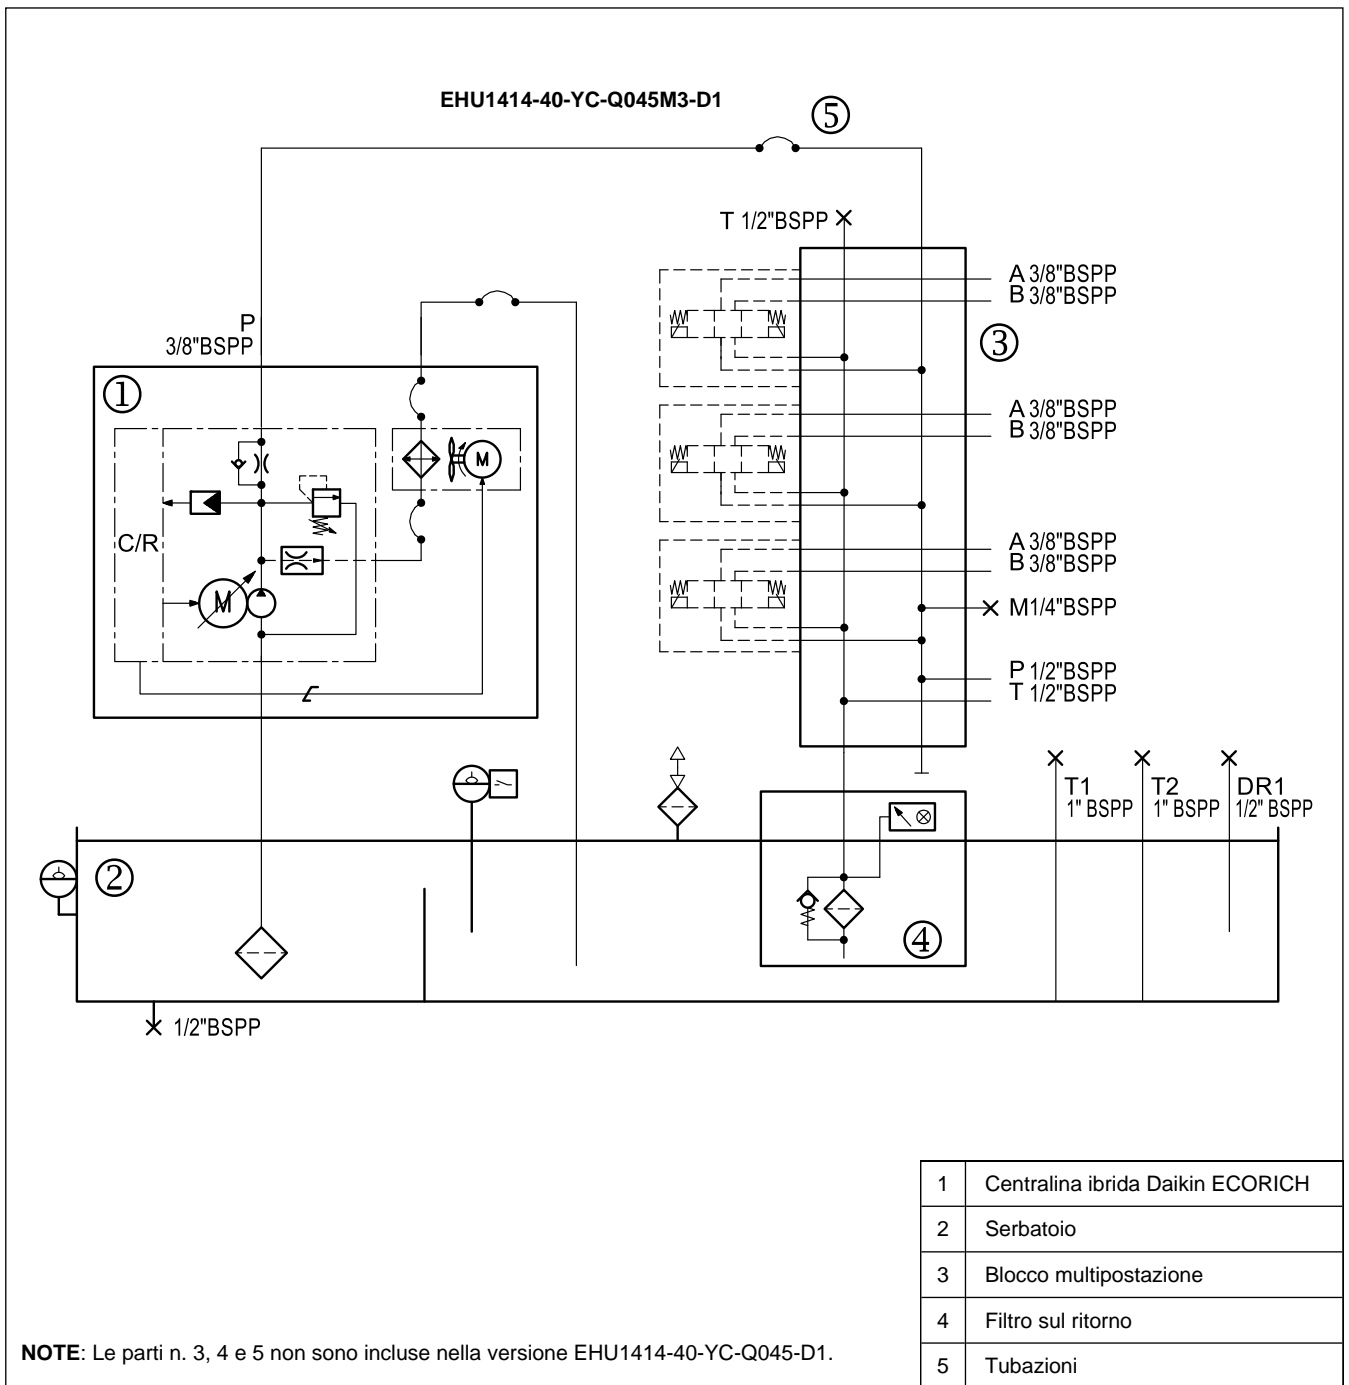 EHU1414-40-YC-Q045M3-D1
5
T 1/2"BSPP
A 3/8"BSPP
B 3/8"BSPP
P
3/8"BSPP
3
1
A 3/8"BSPP
B 3/8"BSPP
M
C/R
A 3/8"BSPP
B 3/8"BSPP
M
M1/4"BSPP
P 1/2"BSPP
T 1/2"BSPP
T1
1" BSPP
T2
1" BSPP
DR1
1/2" BSPP
2
4
1/2"BSPP
1 Centralina ibrida Daikin ECORICH
2 Serbatoio
3 Blocco multipostazione
4 Filtro sul ritorno
5 Tubazioni
NOTE: Le parti n. 3, 4 e 5 non sono incluse nella versione EHU1414-40-YC-Q045-D1.